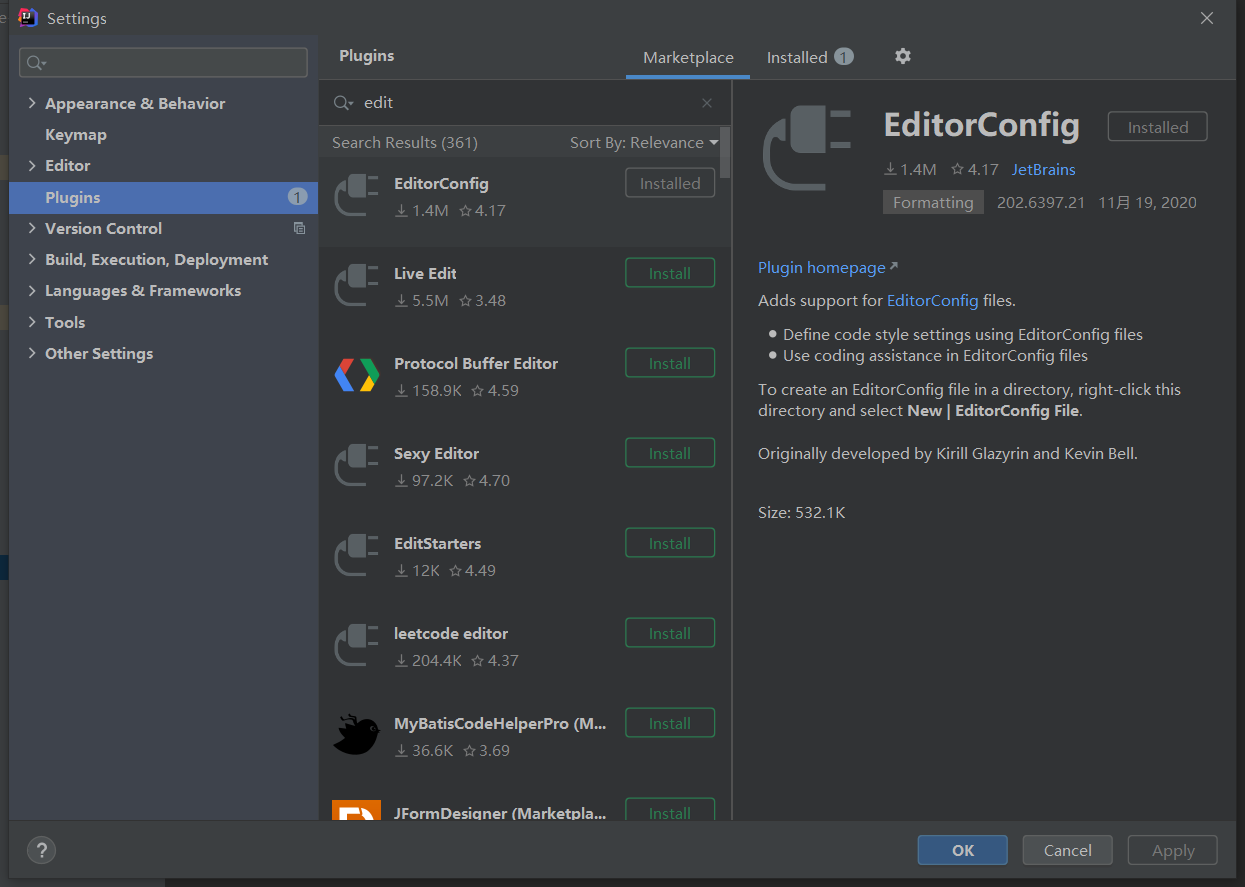 Settings
Appearance & Behavior
Keymap
Editor
Plugins 1
Version Control
Build, Execution, Deployment
Languages & Frameworks
Tools
Other Settings
Plugins
Marketplace
Installed 1
edit
Search Results (361) Sort By: Relevance
EditorConfig
Installed
1.4M 4.17
Live Edit
Install
5.5M 3.48
Protocol Buffer Editor
Install
158.9K 4.59
Sexy Editor
Install
97.2K 4.70
EditStarters
Install
12K 4.49
leetcode editor
Install
204.4K 4.37
MyBatisCodeHelperPro (M...
Install
36.6K 3.69
JFormDesigner (Marketpla...
Install
EditorConfig
Installed
1.4M 4.17 JetBrains
Formatting 202.6397.21 11月 19, 2020
Plugin homepage
Adds support for EditorConfig files.
Define code style settings using EditorConfig files
Use coding assistance in EditorConfig files
To create an EditorConfig file in a directory, right-click this
directory and select New | EditorConfig File.
Originally developed by Kirill Glazyrin and Kevin Bell.
Size: 532.1K
?
OK
Cancel
Apply